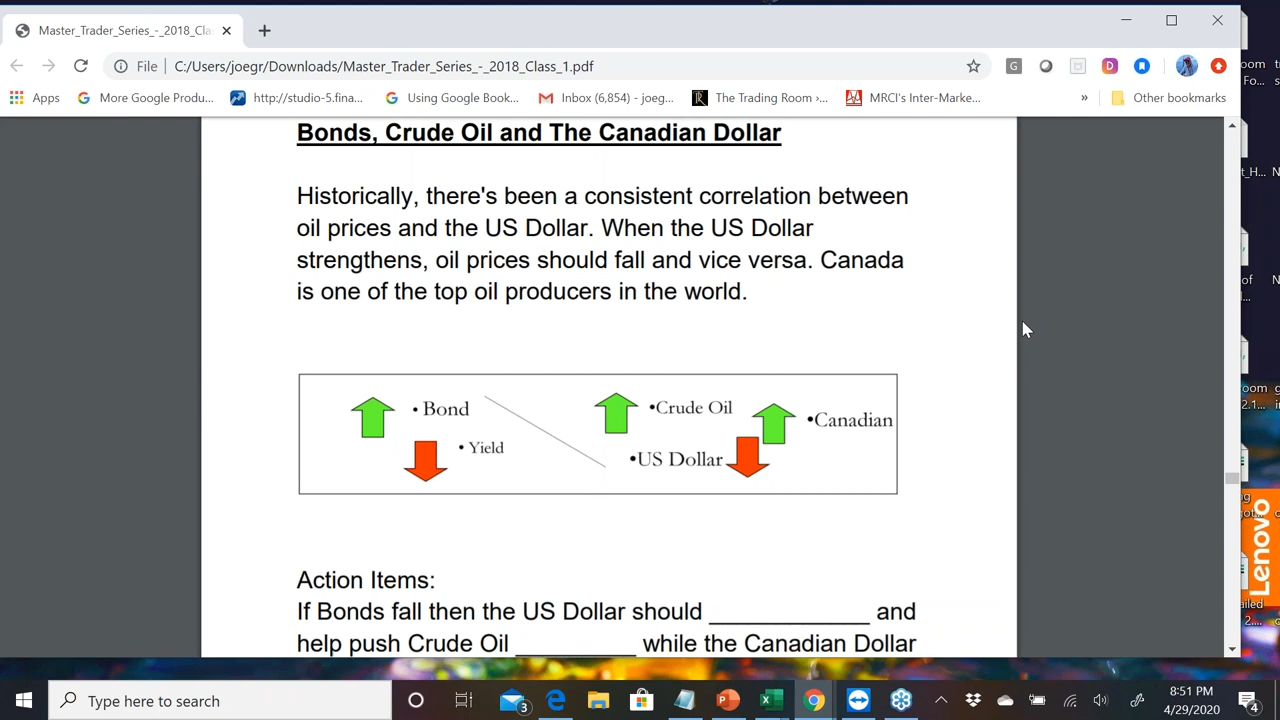 Master_Trader_Series_-_2018_Cla
File
C:/Users/joegr/Downloads/Master_Trader_Series_-_2018_Class_1.pdf
G
D
Apps
More Google Produ...
http://studio-5.fina...
Using Google Book...
Inbox (6,854) - joeg...
The Trading Room >...
MRCI's Inter-Marke...
»
Other bookmarks
Bonds, Crude Oil and The Canadian Dollar
Historically, there's been a consistent correlation between
oil prices and the US Dollar. When the US Dollar
strengthens, oil prices should fall and vice versa. Canada
is one of the top oil producers in the world.
• Bond
• Yield
•Crude Oil
•Canadian
•US Dollar
Action Items:
If Bonds fall then the US Dollar should _____________ and
help push Crude Oil __________ while the Canadian Dollar
Lenovo
Type here to search
3
8:51 PM
4/29/2020
4